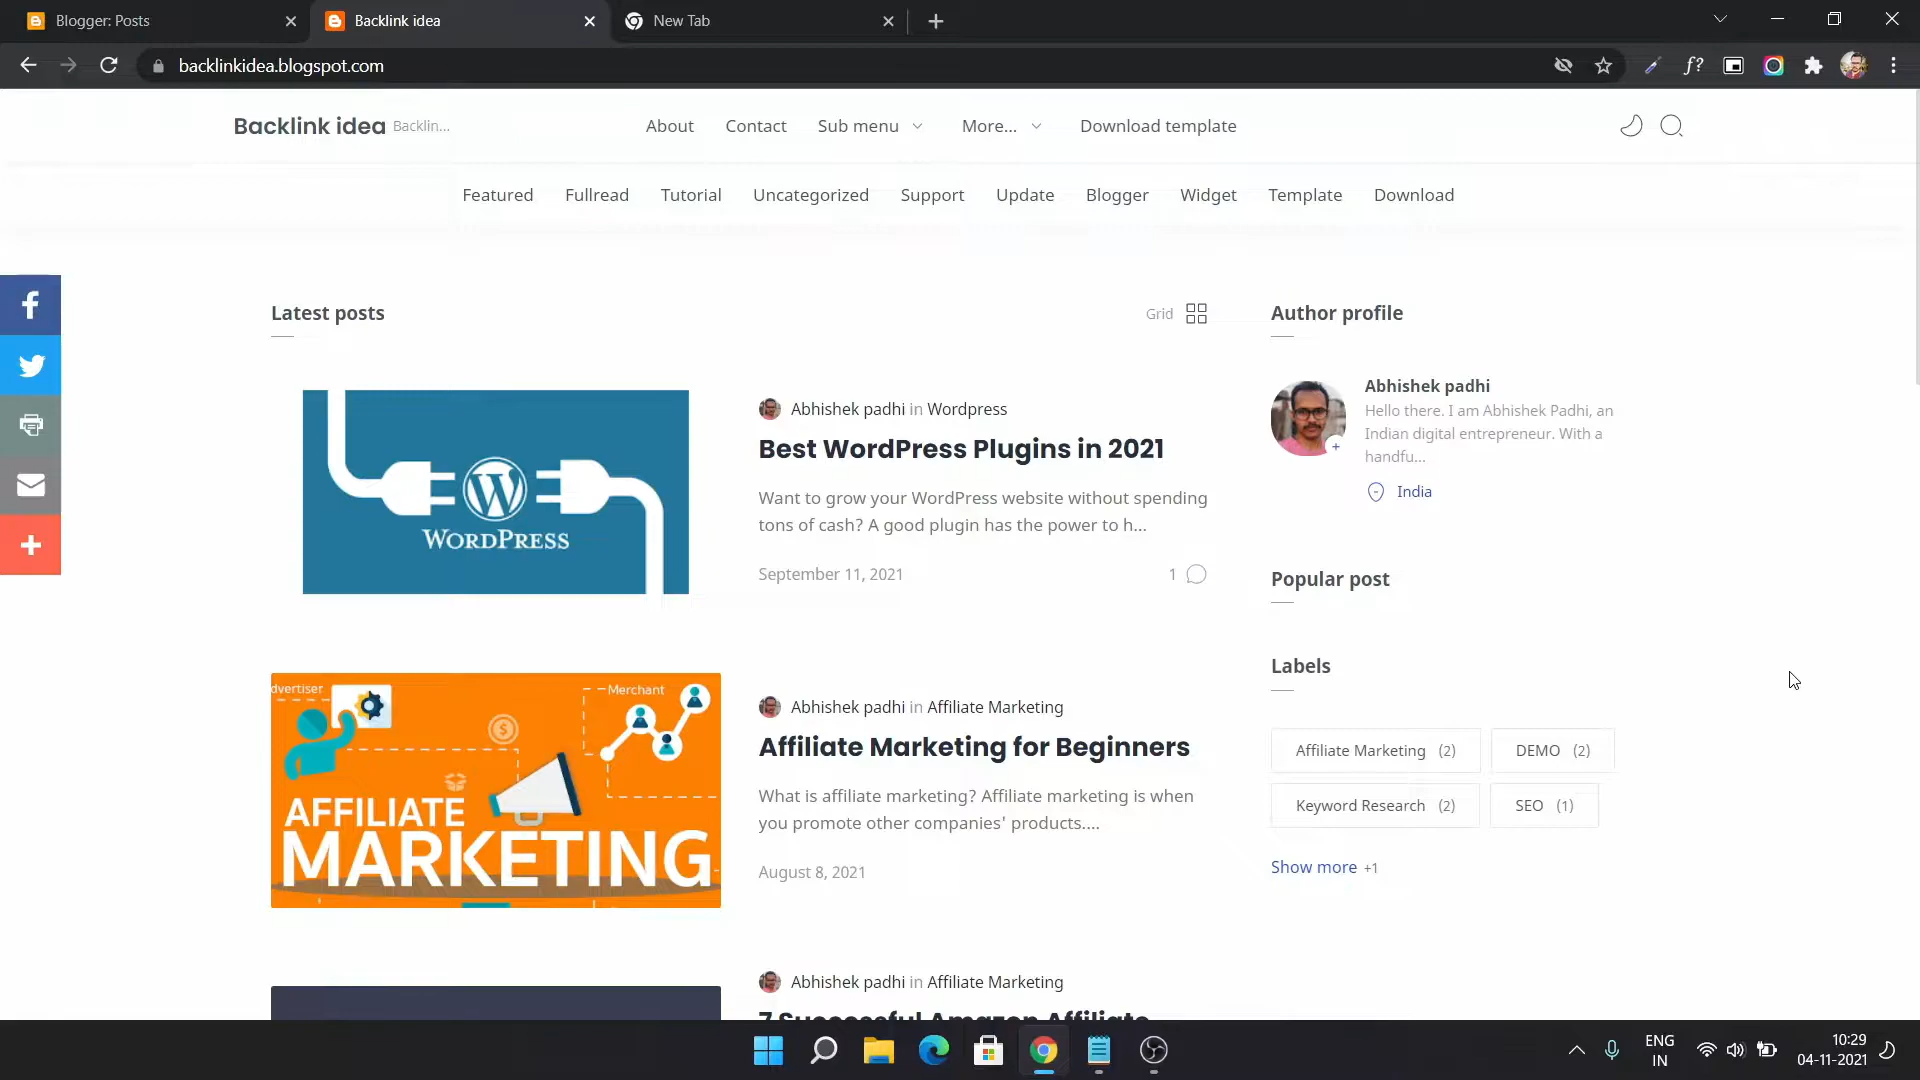 Blogger: Posts
Backlink idea
New Tab
backlinkidea.blogspot.com
f?
Backlink idea Backlin...
About Contact Sub menu More... Download template
Featured Fullread Tutorial Uncategorized Support Update Blogger Widget Template Download
Latest posts
Grid
WORDPRESS
Abhishek padhi in Wordpress
Best WordPress Plugins in 2021
Want to grow your WordPress website without spending
tons of cash? A good plugin has the power to h...
September 11, 2021
1
dvertiser
Merchant
AFFILIATE
MARKETING
Abhishek padhi in Affiliate Marketing
Affiliate Marketing for Beginners
What is affiliate marketing? Affiliate marketing is when
you promote other companies' products....
August 8, 2021
Abhishek padhi in Affiliate Marketing
7 Successful Amazon Affiliate
Author profile
Abhishek padhi
Hello there. I am Abhishek Padhi, an
Indian digital entrepreneur. With a
handfu...
India
Popular post
Labels
Affiliate Marketing (2)
DEMO (2)
Keyword Research (2)
SEO (1)
Show more +1
ENG
IN
10:29
04-11-2021